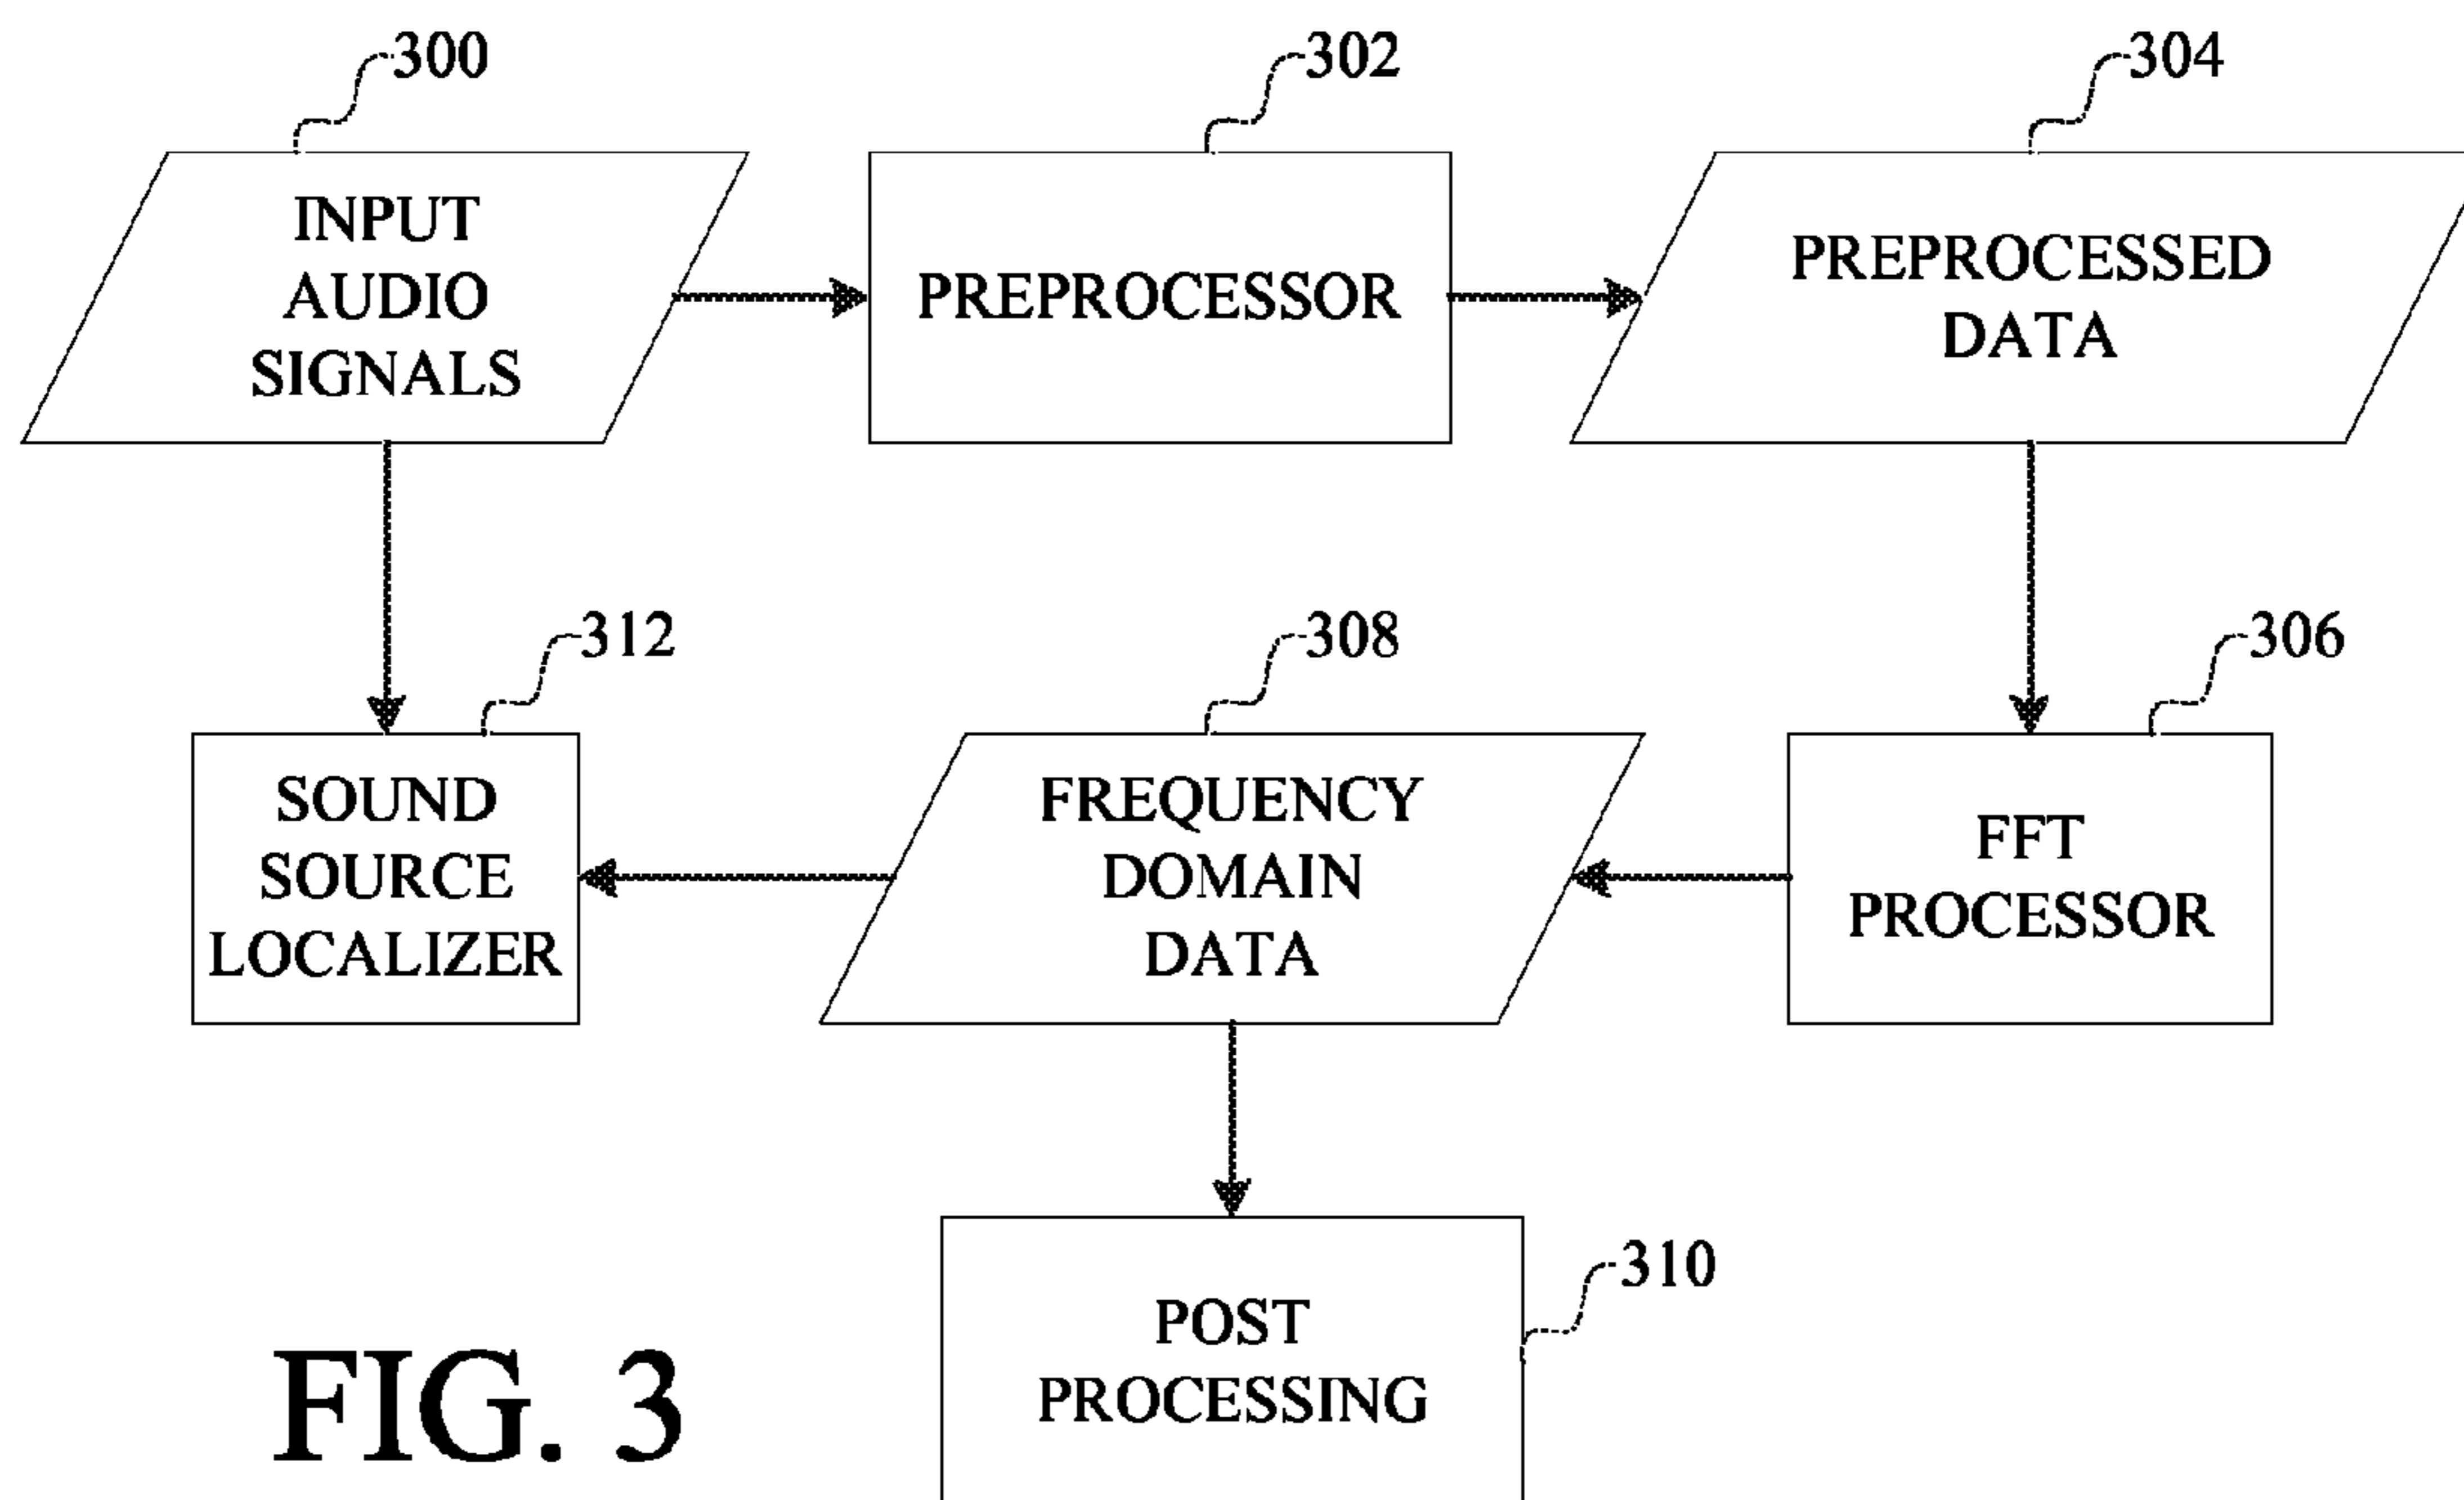 300
302
304
INPUT
AUDIO
SIGNALS
PREPROCESSOR
PREPROCESSED
DATA
312
308
306
SOUND
SOURCE
LOCALIZER
FREQUENCY
DOMAIN
DATA
FFT
PROCESSOR
310
POST
PROCESSING
FIG. 3